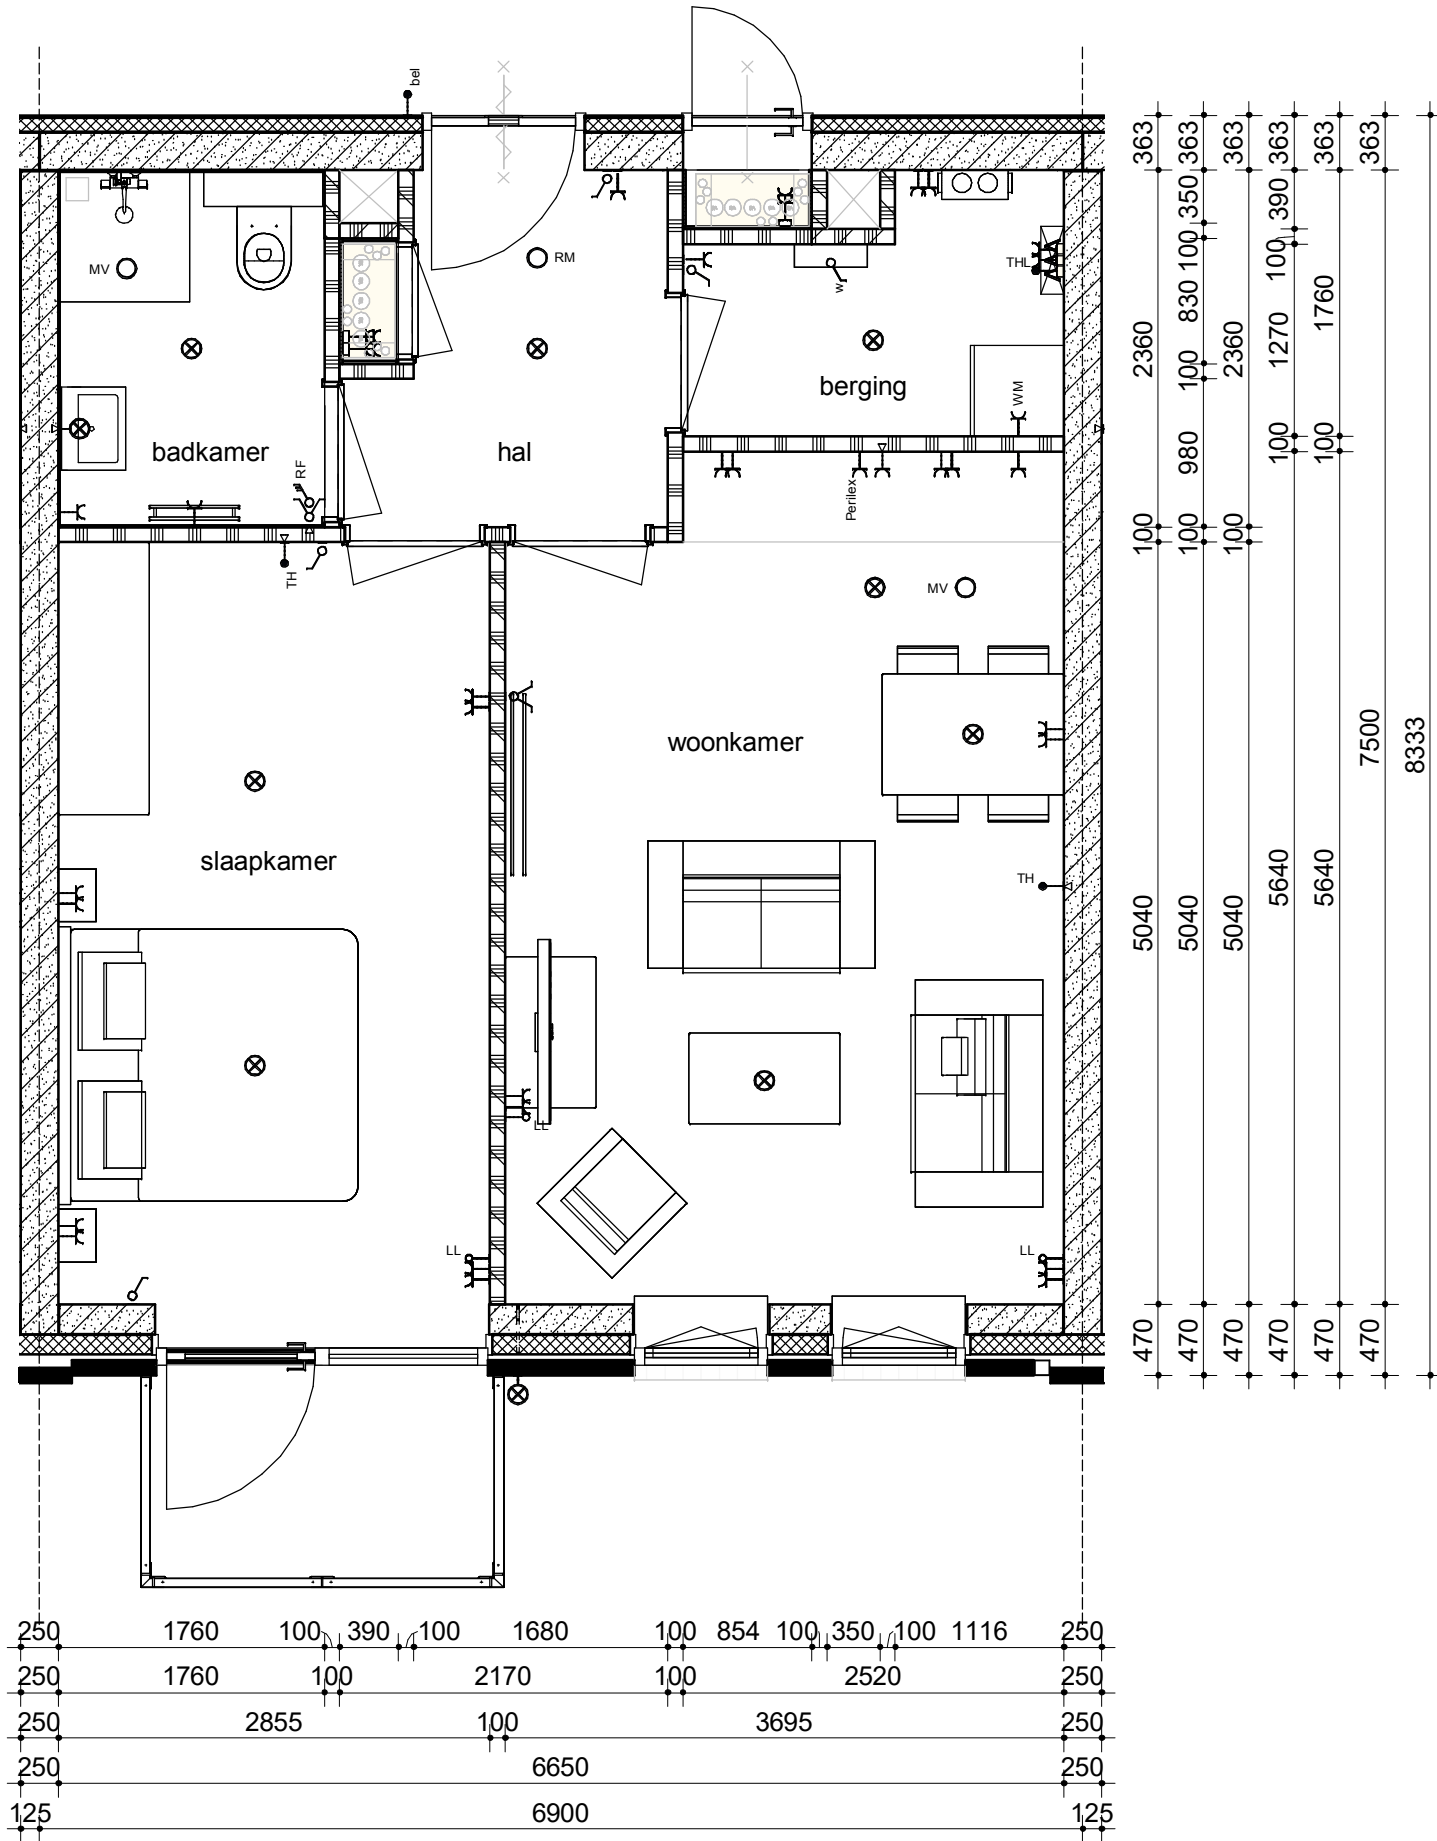 bel
363 363 363 363 363 363
350 390
MV
RM
THL
100 100
w
830 1760
2360 1270 2360
100
berging
WM
badkamer
hal
RF
980 100 100
Perilex
100 100 100
TH
MV
woonkamer
7500
8333
slaapkamer
TH
5640 5640
5040 5040 5040
LL
LL
LL
470 470 470 470 470 470
250 1760 100 390 100 1680 100 854 100 350 100 1116 250
250 1760 100 2170 100 2520 250
250 2855 100 3695 250
250 6650 250
125 6900 125